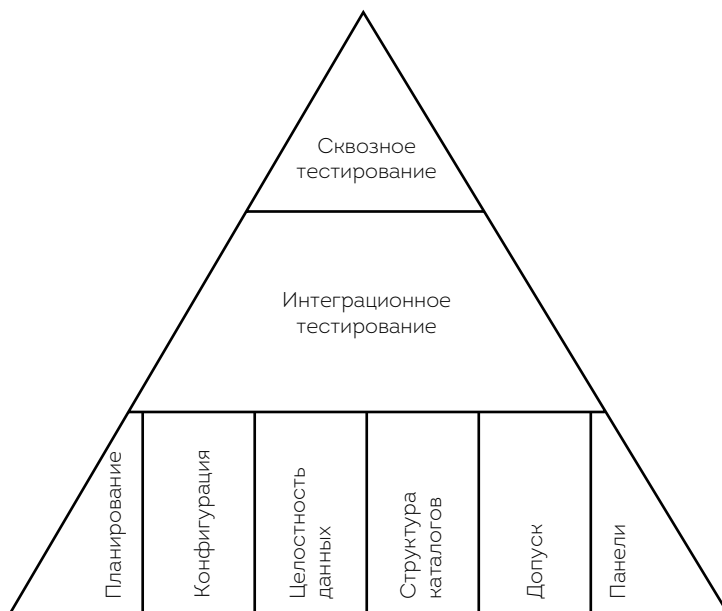 Сквозное
тестирование
Интеграционное
тестирование
Планирование
Конфигурация
Целостность
данных
Структура
каталогов
Допуск
Панели